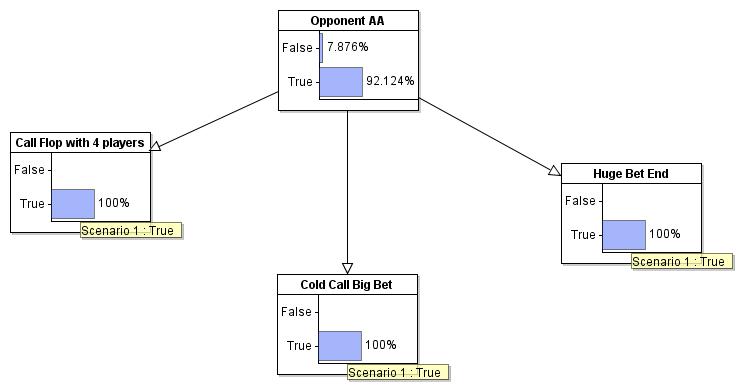 Opponent AA
False 7.876%
True 92.124%
Call Flop with 4 players
False
True 100%
Scenario 1 : True
Huge Bet End
False
True 100%
Scenario 1 : True
Cold Call Big Bet
False
True 100%
Scenario 1 : True